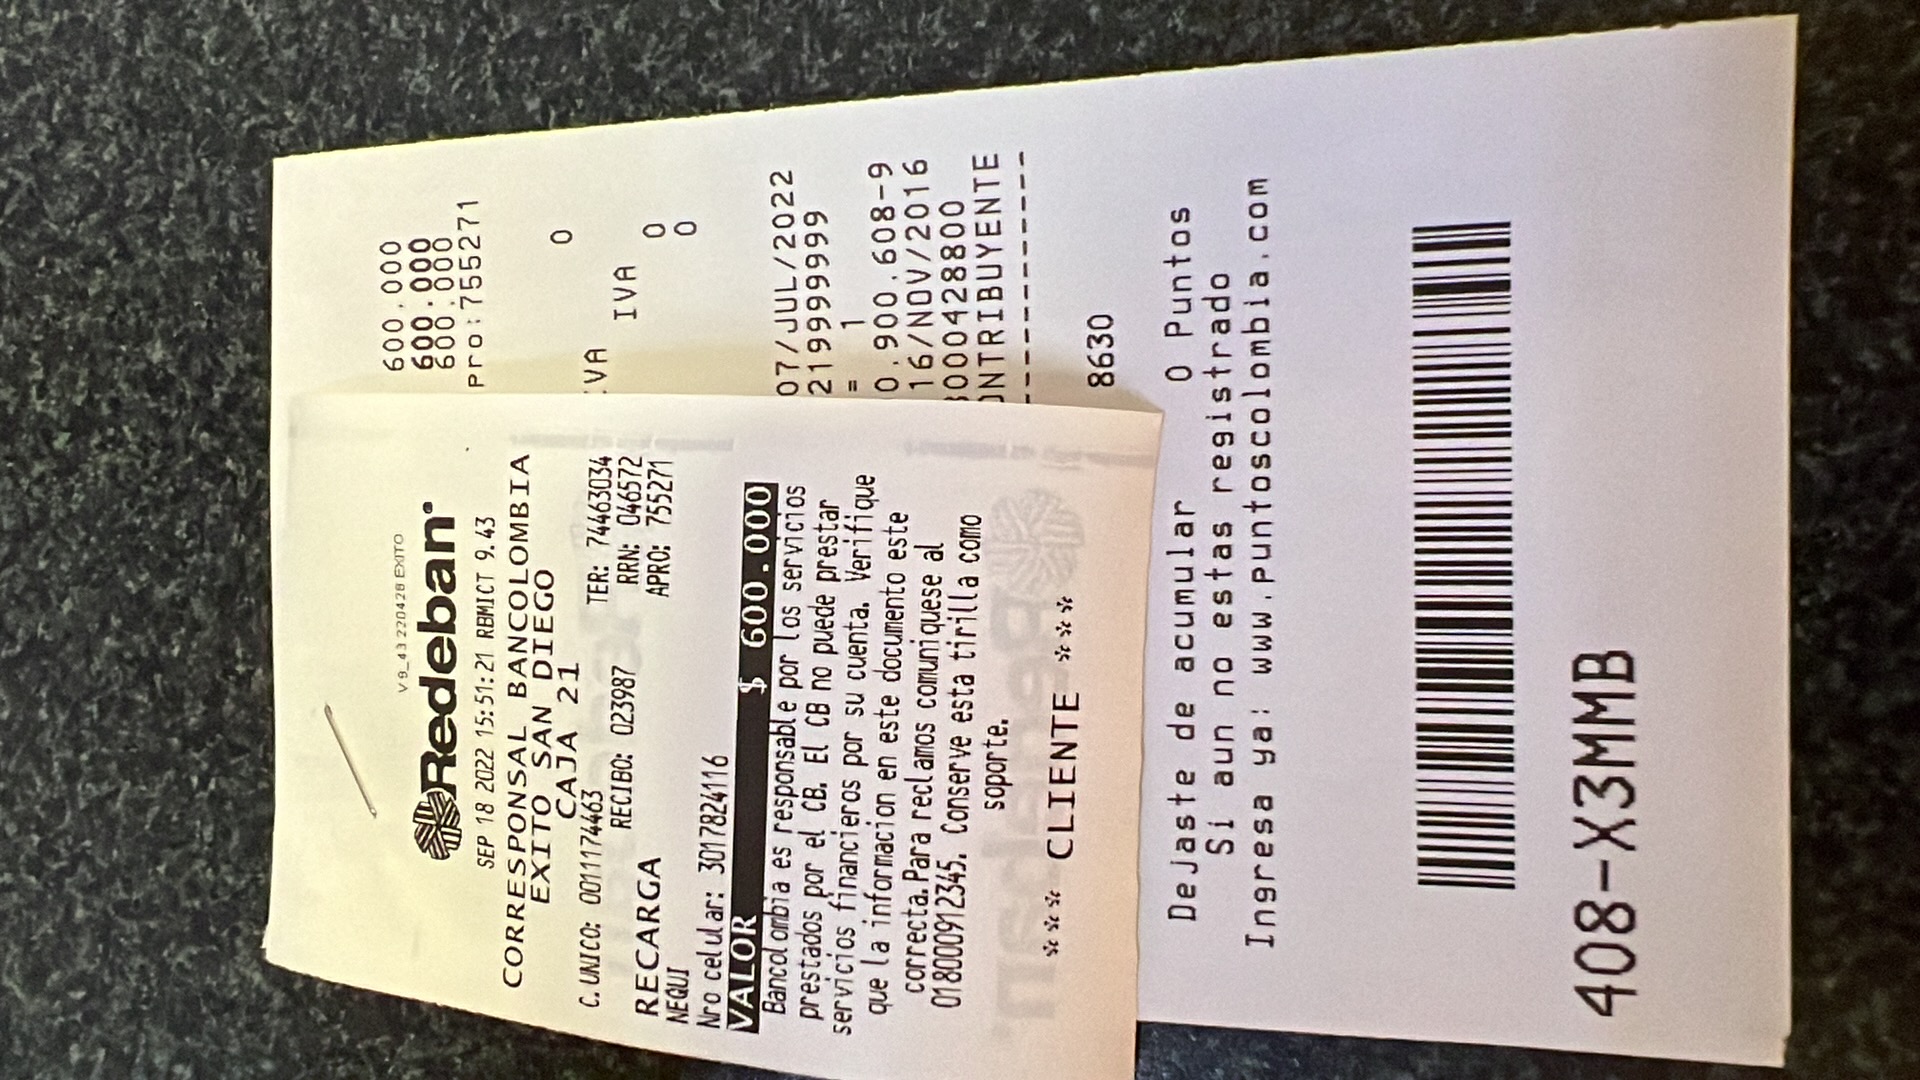 V 9_43 220428 EXITO
Redeban
SEP 18 2022 15:51:21 RBMICT 9.43
CORRESPONSAL BANCOLOMBIA
EXITO SAN DIEGO
CAJA 21
C. UNICO: 0011174463 TER: 74463034
RECIBO: 023987 RRN: 046572
RECARGA APRO: 755271
NEQUI
Nro celular: 3017824116
VALOR $ 600.000
Bancolombia es responsable por los servicios
prestados por el CB. El CB no puede prestar
servicios financieros por su cuenta. Verifique
que la informacion en este documento este
correcta.Para reclamos comuniquese al
018000912345. Conserve esta tirilla como
soporte.
**** CLIENTE ****
600.000
600.000
600.000
Pro:755271
VA 0
IVA 0
0
07/JUL/2022
2199999999
= 1
0.900.608-9
16/NOV/2016
000428800
ONTRIBUYENTE
8630
DeJaste de acumular 0 Puntos
Si aun no estas registrado
Ingresa ya: www.puntoscolombia.com
408-X3MMB